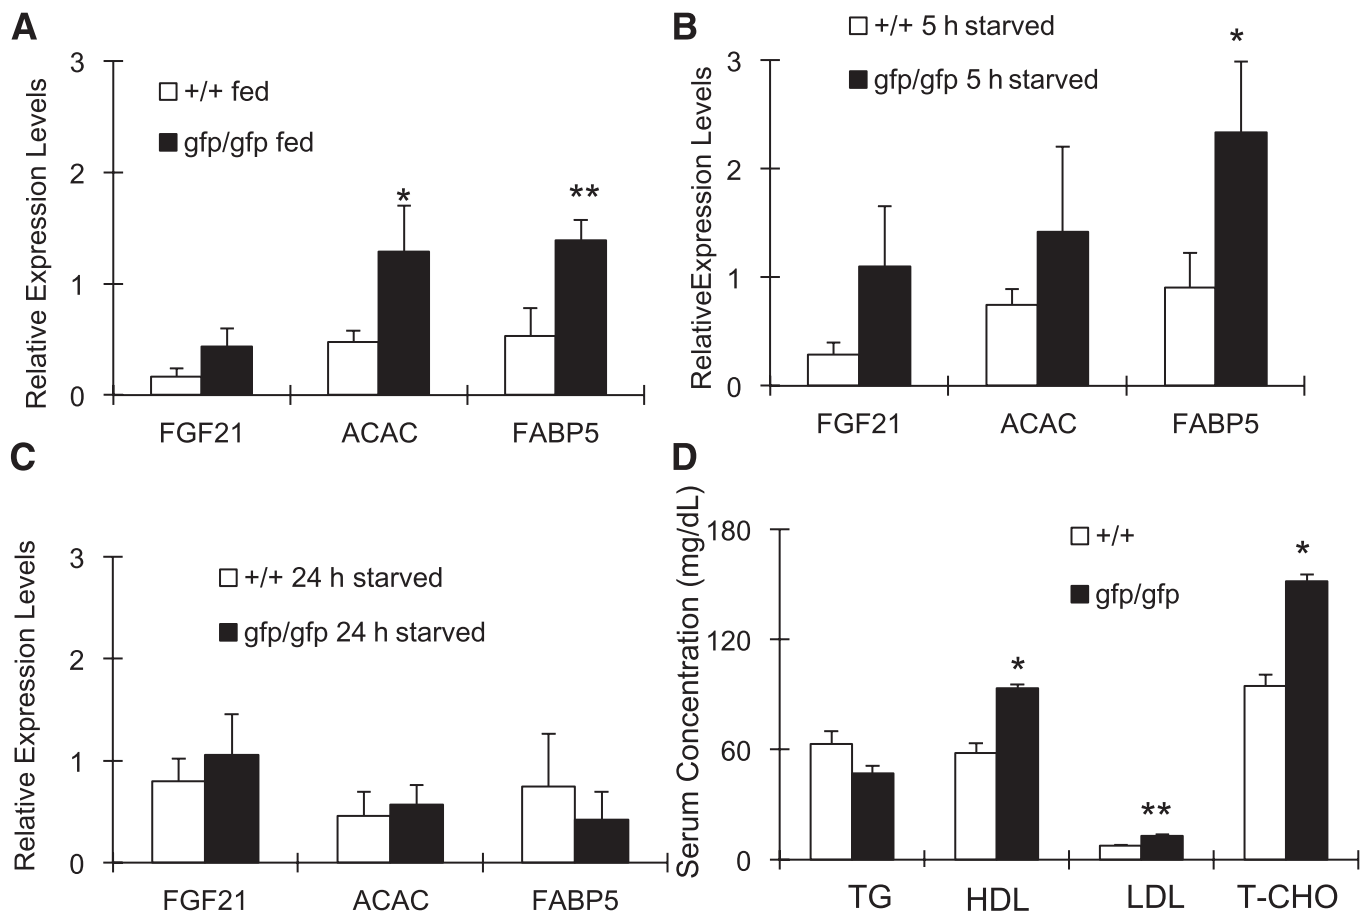 A
Relative Expression Levels
3
2
1
0
+/+ fed
gfp/gfp fed
*
**
FGF21 ACAC FABP5
B
RelativeExpression Levels
3
2
1
0
+/+ 5 h starved
gfp/gfp 5 h starved
*
FGF21 ACAC FABP5
C
Relative Expression Levels
3
2
1
0
+/+ 24 h starved
gfp/gfp 24 h starved
FGF21 ACAC FABP5
D
Serum Concentration (mg/dL)
180
120
60
0
+/+
gfp/gfp
*
**
*
TG HDL LDL T-CHO